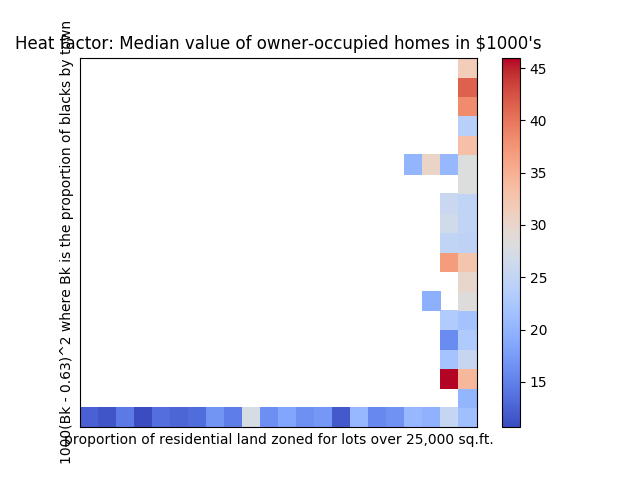 Heat factor: Median value of owner-occupied homes in $1000's
1000(Bk - 0.63)^2 where Bk is the proportion of blacks by town
proportion of residential land zoned for lots over 25,000 sq.ft.
45
40
35
30
25
20
15